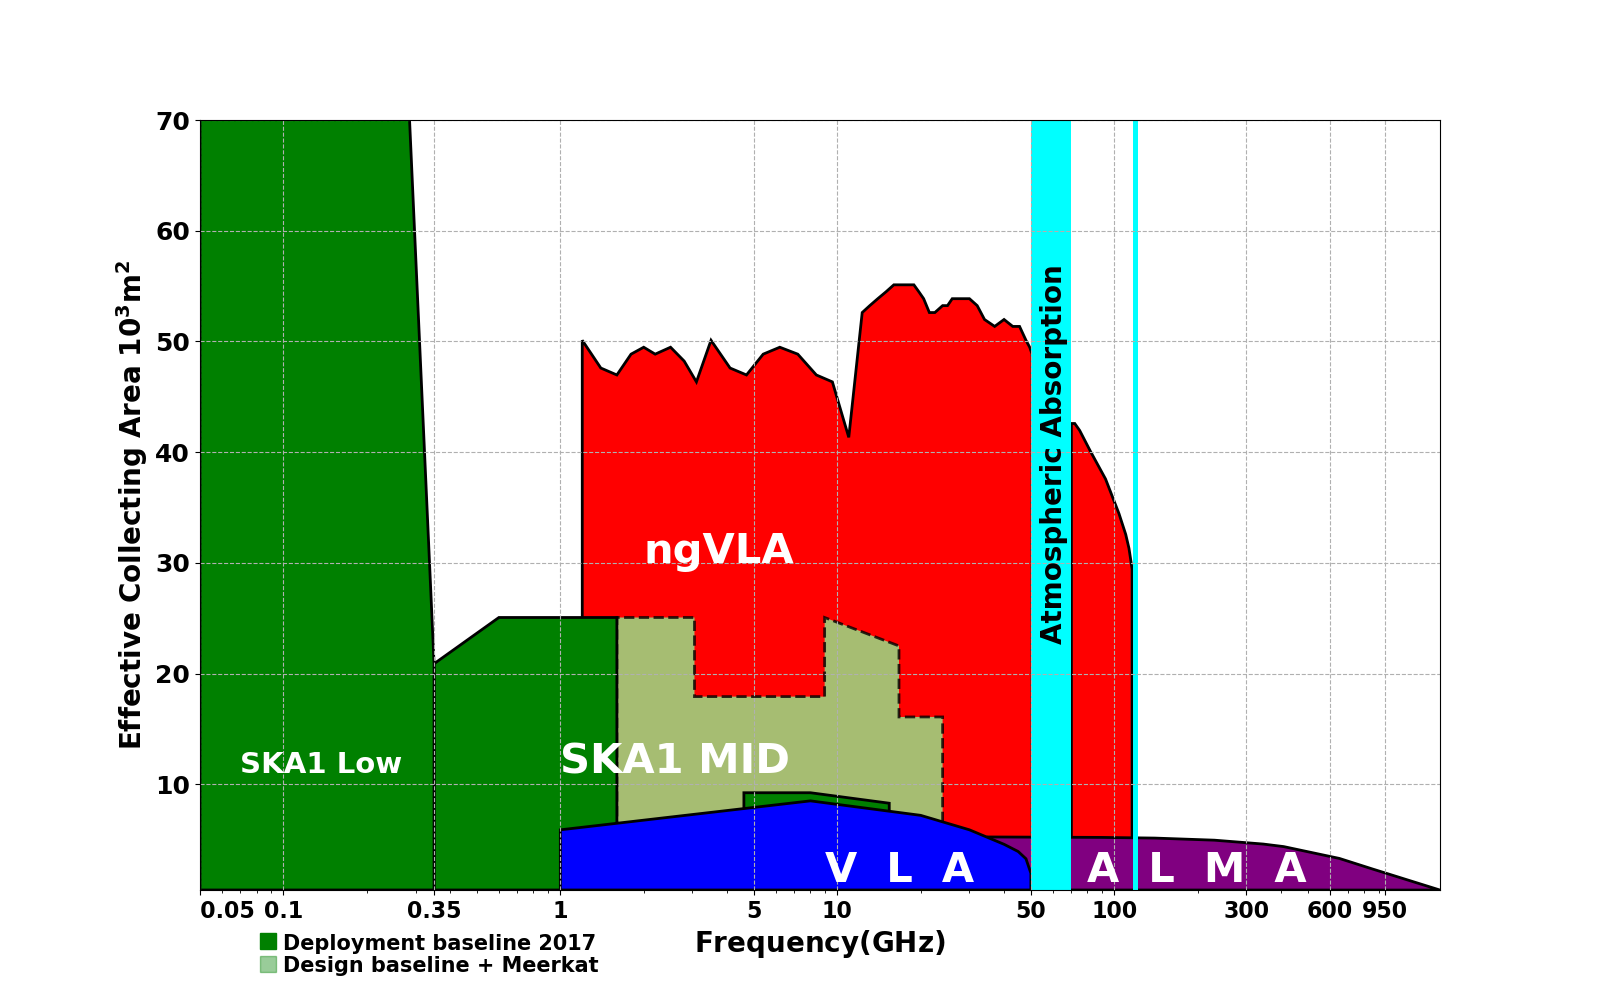 70
60
50
40
30
20
10
Effective Collecting Area 10³m²
Atmospheric Absorption
ngVLA
SKA1 Low
SKA1 MID
V L A
A L M A
0.05 0.1 0.35 1 5 10 50 100 300 600 950
Frequency(GHz)
Deployment baseline 2017
Design baseline + Meerkat